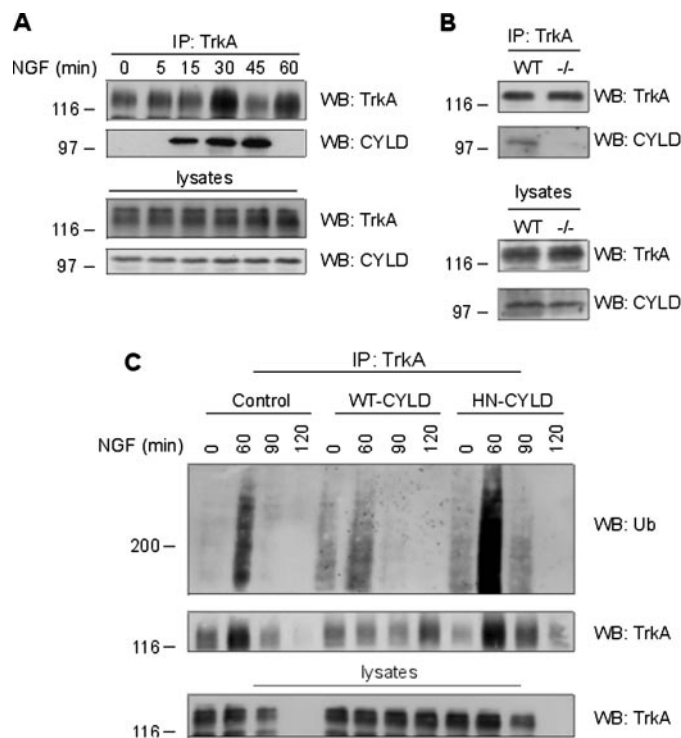 A
IP: TrkA
NGF (min) 0 5 15 30 45 60
116 – WB: TrkA
97 – WB: CYLD
lysates
116 – WB: TrkA
97 – WB: CYLD
B
IP: TrkA
WT -/-
116 – WB: TrkA
97 – WB: CYLD
lysates
WT -/-
116 – WB: TrkA
97 – WB: CYLD
C
IP: TrkA
Control WT-CYLD HN-CYLD
NGF (min) 0 60 90 120 0 60 90 120 0 60 90 120
200 – WB: Ub
116 – WB: TrkA
lysates
116 – WB: TrkA